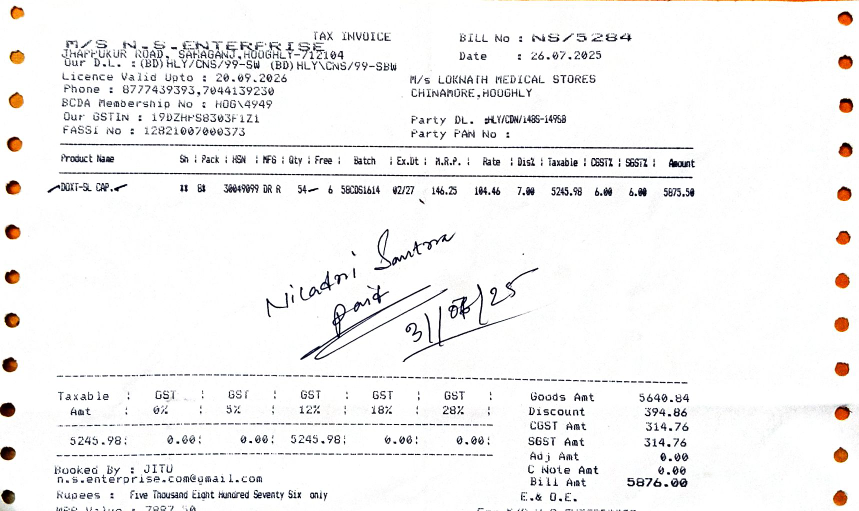 TAX INVOICE
BILL No : NS/5284
M/S N.S.ENTERPRISE
JHAPPUKUR ROAD, SAHAGANJ,HOOGHLY-712104
Date : 26.07.2025
Our D.L. :(BD)HLY/CNS/99-SW (BD)HLY\CNS/99-SBW
Licence Valid Upto : 20.09.2026
M/s LOKNATH MEDICAL STORES
Phone : 8777439393,7044139230
CHINAMORE,HOOGHLY
BCDA Membership No : HOG\4949
Our GSTIN : 19DZHPS8303F1Z1
Party DL. :HLY/CDN/148S-149SB
FASSI No : 12821007000373
Party PAN No :
Product Name Sh | Pack | HSN | MFG | Qty | Free | Batch | Ex.Dt | M.R.P. | Rate | Dis% | Taxable | CGST% | SGST% | Amount
DOXT-SL CAP. 8* 30049099 DR R 54 6 SBCDS1614 02/27 146.25 104.46 7.00 5245.98 6.00 6.00 5875.50
Niladri Santra
Paid
31/07/25
Taxable | GST | GST | GST | GST | GST |
Amt | 0% | 5% | 12% | 18% | 28% |
5245.98| 0.00| 0.00| 5245.98| 0.00| 0.00|
Goods Amt 5640.84
Discount 394.86
CGST Amt 314.76
SGST Amt 314.76
Adj Amt 0.00
C Note Amt 0.00
Bill Amt 5876.00
E.& O.E.
Booked By : JITU
n.s.enterprise.com@gmail.com
Rupees : Five Thousand Eight Hundred Seventy Six only
MRP Value : 7897.50